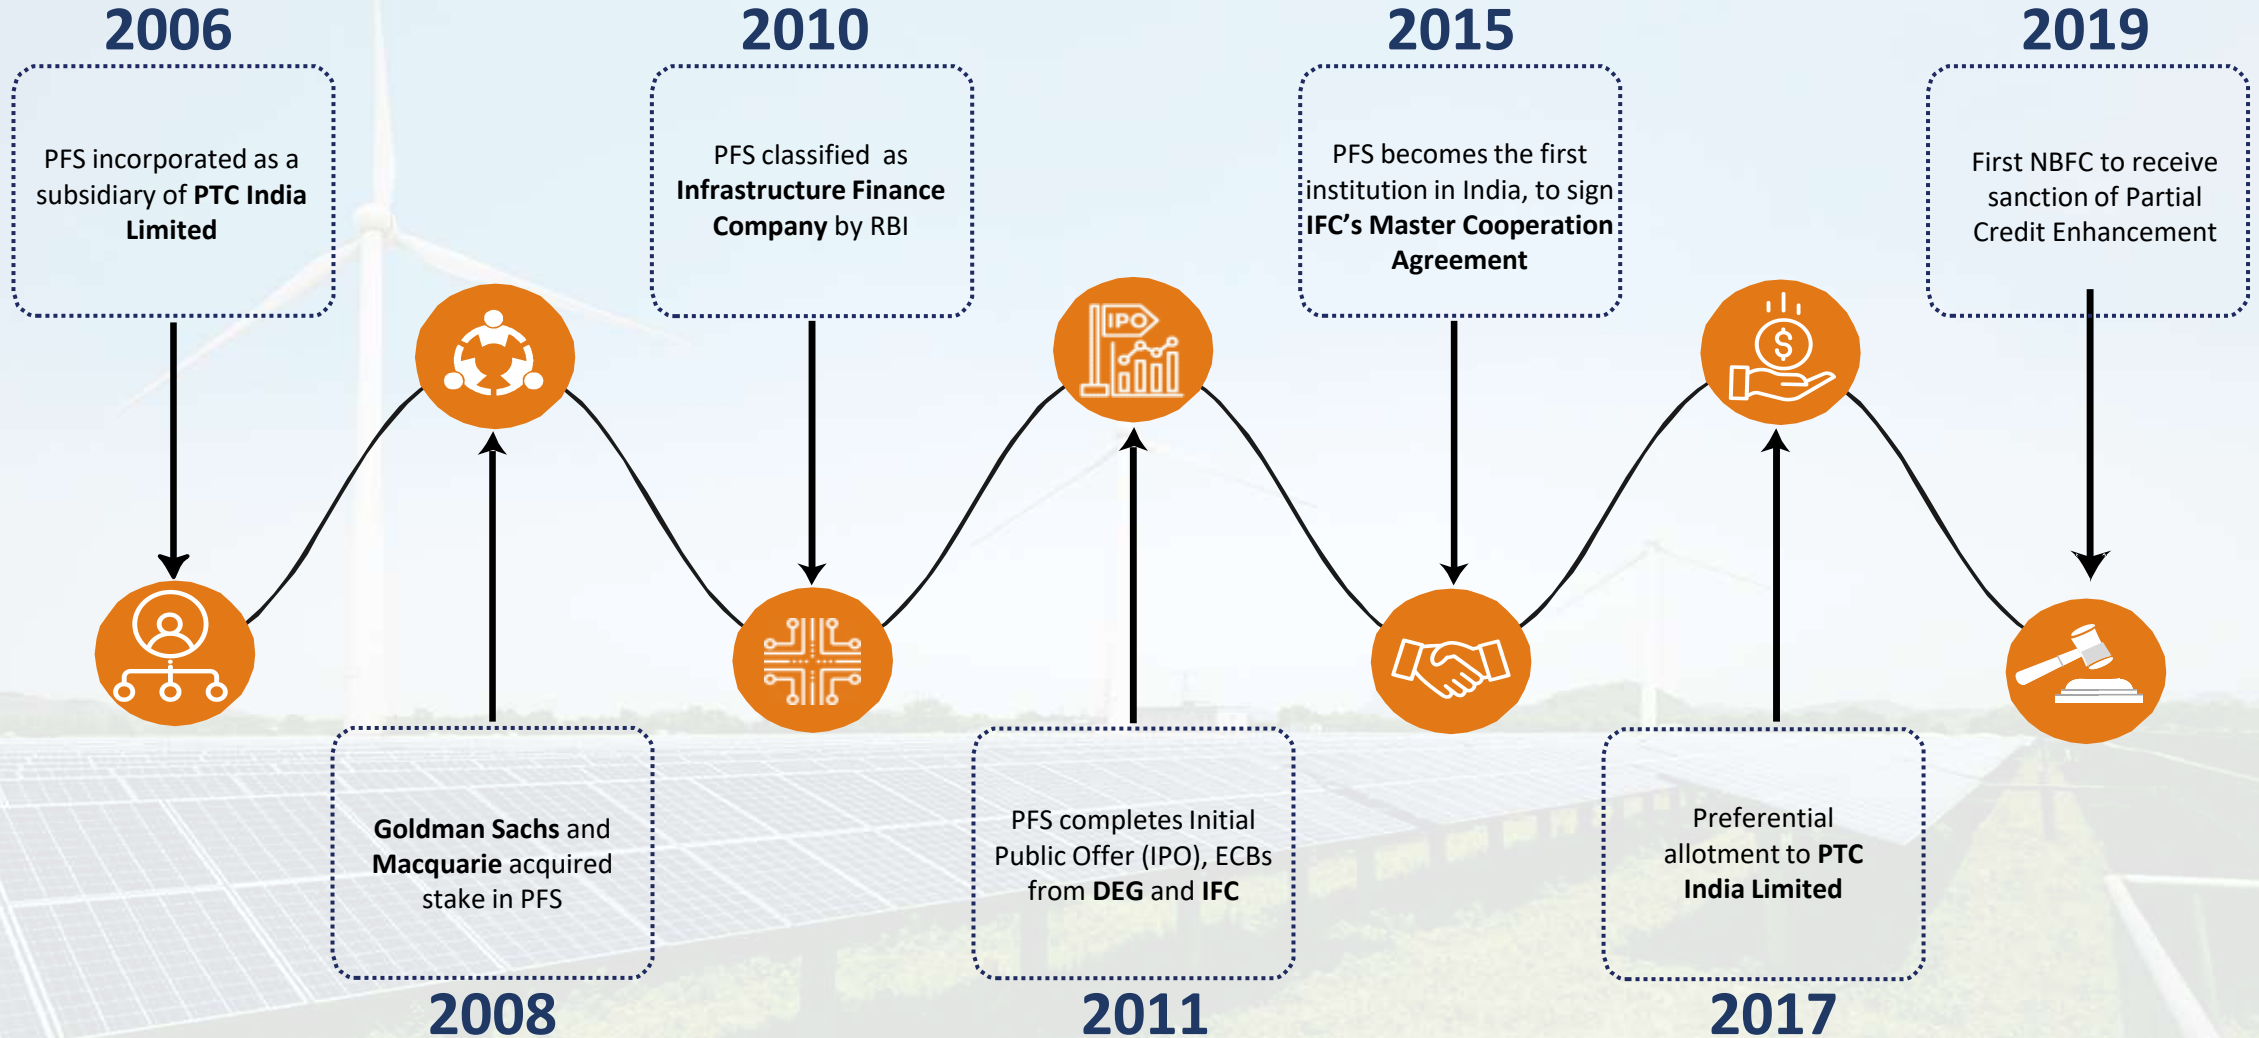 2006
PFS incorporated as a
subsidiary of PTC India
Limited
2008
Goldman Sachs and
Macquarie acquired
stake in PFS
2010
PFS classified as
Infrastructure Finance
Company by RBI
2011
IPO
PFS completes Initial
Public Offer (IPO), ECBs
from DEG and IFC
2015
PFS becomes the first
institution in India, to sign
IFC’s Master Cooperation
Agreement
2017
$
Preferential
allotment to PTC
India Limited
2019
First NBFC to receive
sanction of Partial
Credit Enhancement